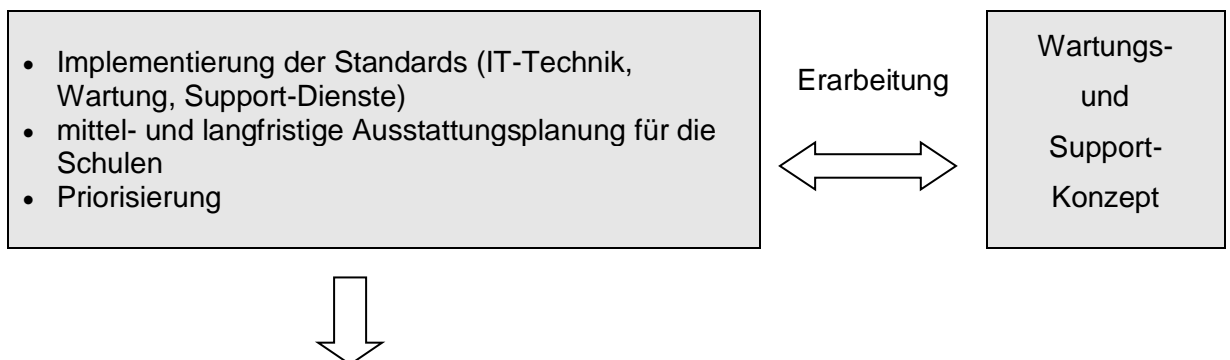 • Implementierung der Standards (IT-Technik,
Wartung, Support-Dienste)
• mittel- und langfristige Ausstattungsplanung für die
Schulen
• Priorisierung
Erarbeitung
Wartungs-
und
Support-
Konzept